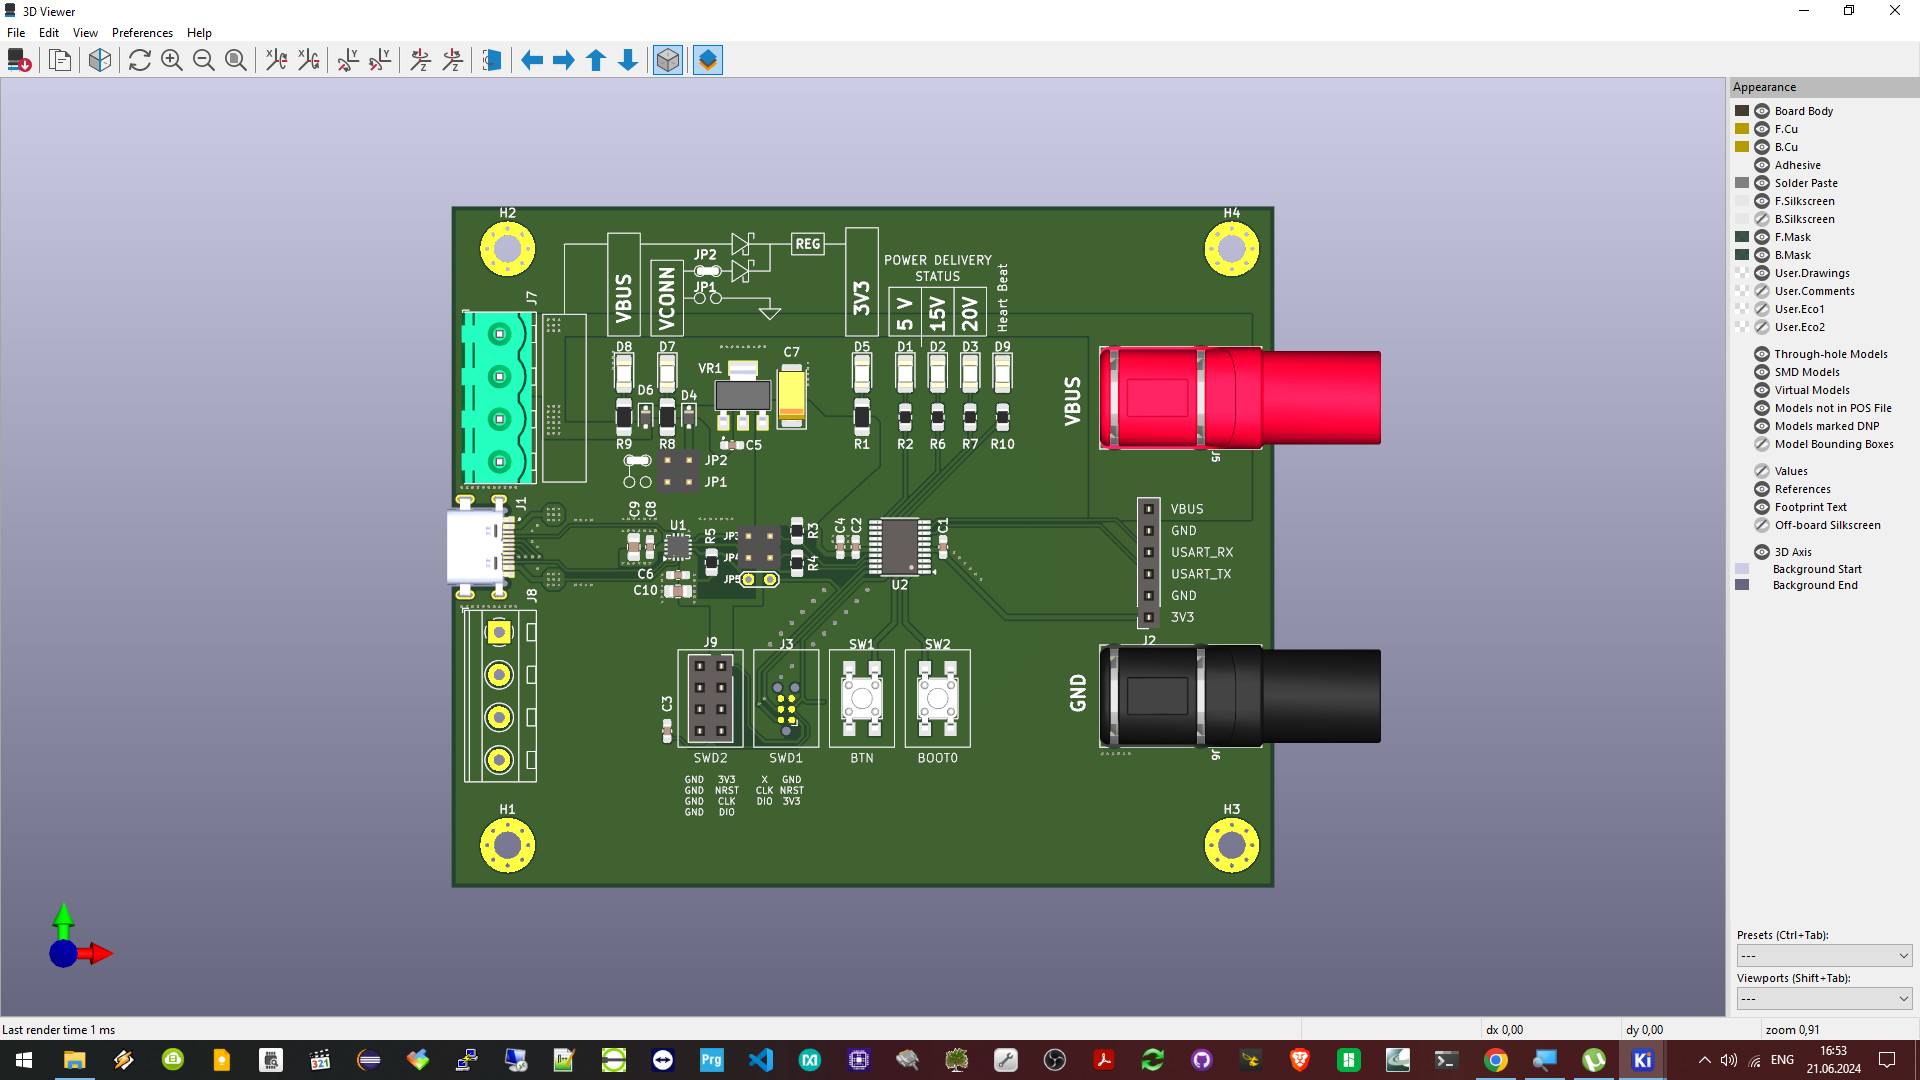 3D Viewer
File Edit View Preferences Help
Appearance
Board Body
F.Cu
B.Cu
Adhesive
Solder Paste
F.Silkscreen
B.Silkscreen
F.Mask
B.Mask
User.Drawings
User.Comments
User.Eco1
User.Eco2
Through-hole Models
SMD Models
Virtual Models
Models not in POS File
Models marked DNP
Model Bounding Boxes
Values
References
Footprint Text
Off-board Silkscreen
3D Axis
Background Start
Background End
Presets (Ctrl+Tab):
---
Viewports (Shift+Tab):
---
H2
H4
REG
JP2
JP1
VBUS
VCONN
3V3
POWER DELIVERY
STATUS
5 V
15V
20V
Heart Beat
J7
D8
D7
D5
D1
D2
D3
D9
VR1
C7
D6
D4
R9
R8
C5
R1
R2
R6
R7
R10
JP2
JP1
VBUS
J5
J1
C9
C8
U1
R5
JP3
JP4
JP5
R3
R4
C4
C2
C1
U2
C6
C10
VBUS
GND
USART_RX
USART_TX
GND
3V3
J2
J8
J9
J3
SW1
SW2
C3
SWD2
SWD1
BTN
BOOT0
GND 3V3 X GND
GND NRST CLK NRST
GND CLK DIO 3V3
GND DIO
GND
J6
H1
H3
Last render time 1 ms
dx 0,00
dy 0,00
zoom 0,91
321
Prg
Ki
ENG
16:53
21.06.2024